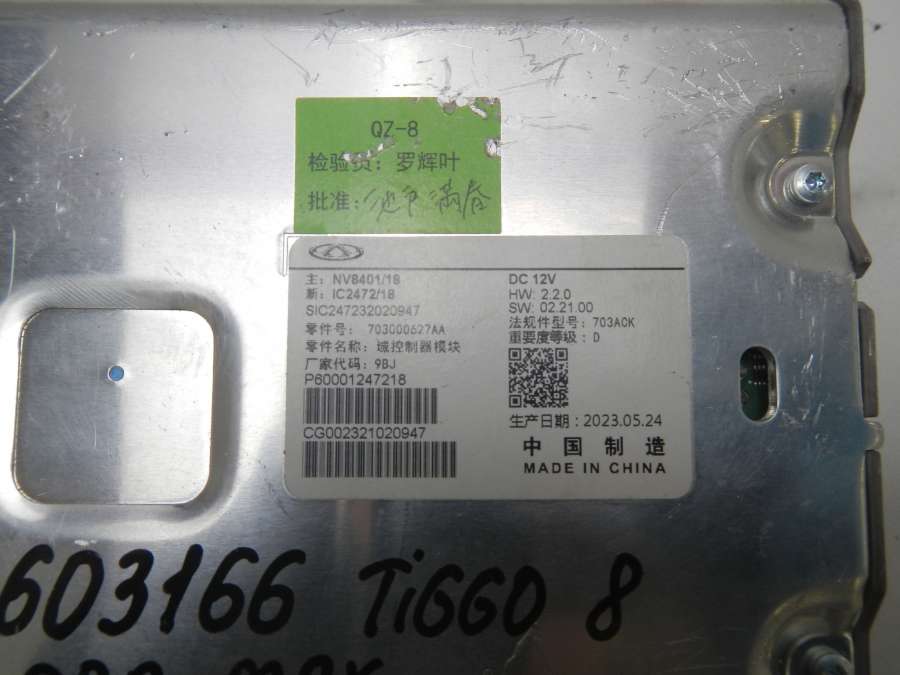 QZ-8
检验员：罗辉叶
批准：
主: NV8401/18
新: IC2472/18
SIC247232020947
零件号: 703000627AA
零件名称: 域控制器模块
厂家代码: 9BJ
P60001247218
CG002321020947
DC 12V
HW: 2.2.0
SW: 02.21.00
法规件型号: 703ACK
重要度等级: D
生产日期: 2023.05.24
中国制造
MADE IN CHINA
603166 TiGGO 8